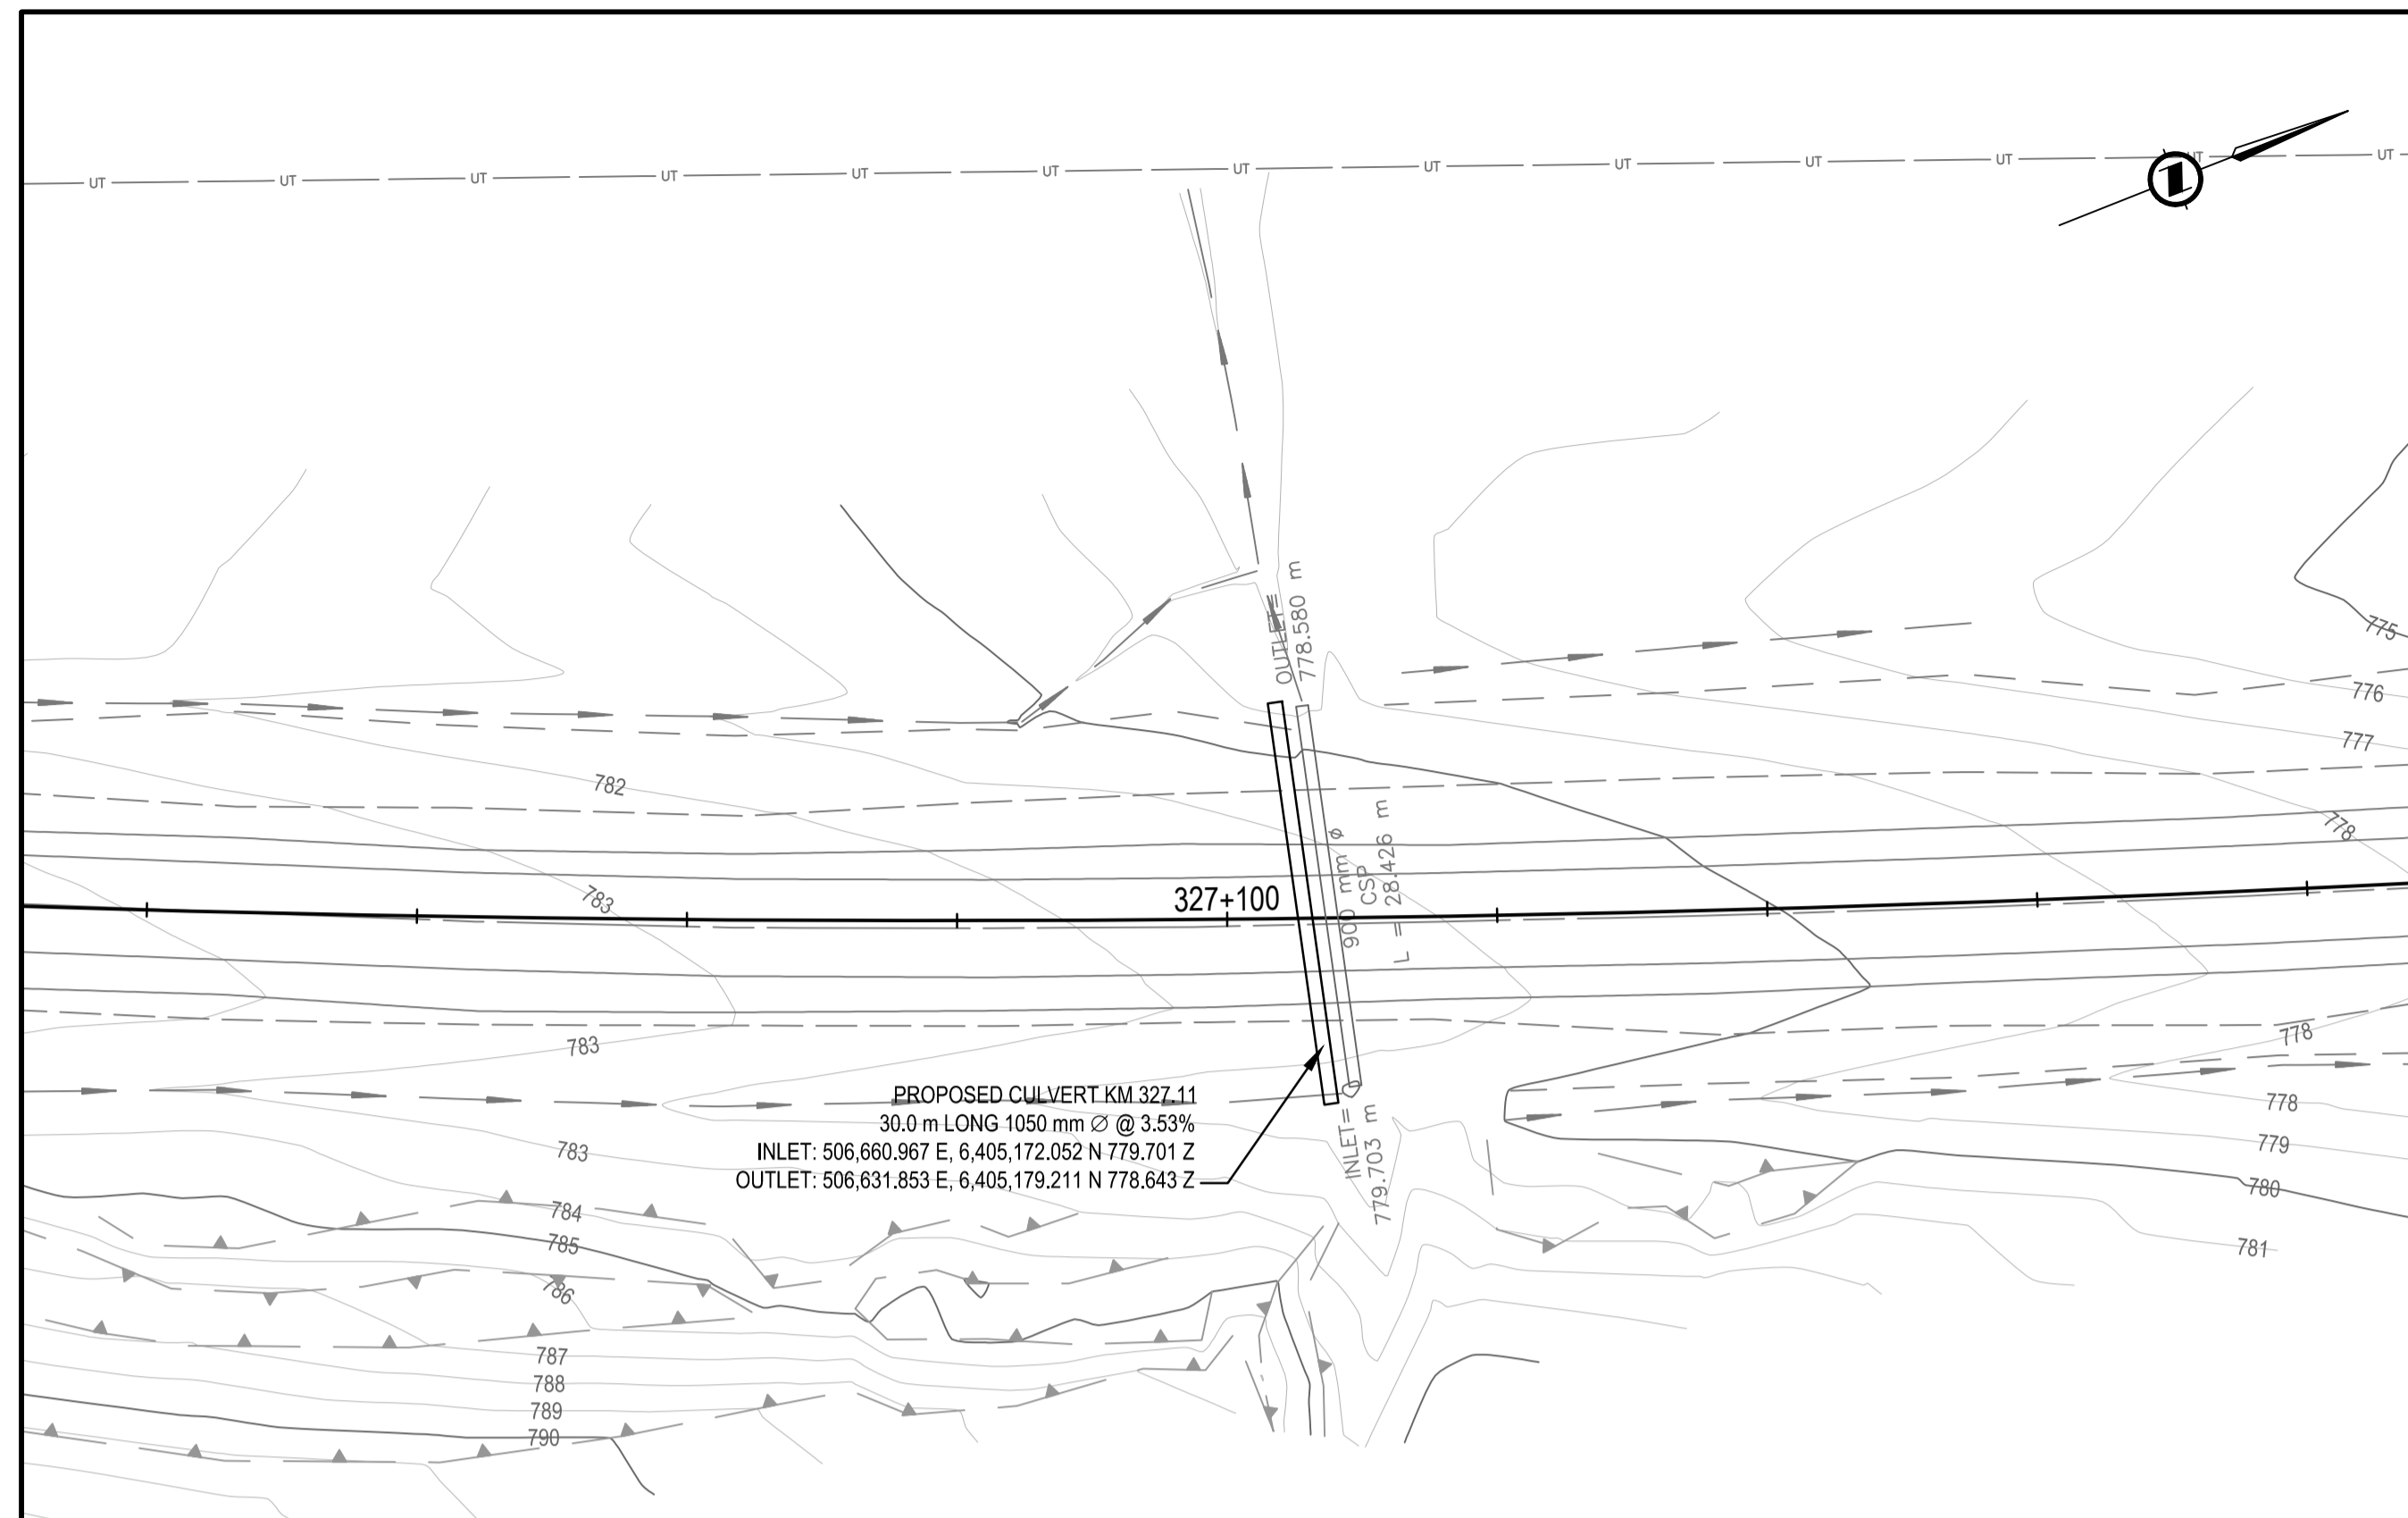 UT UT UT UT UT UT UT UT UT UT UT UT UT
OUTLET=
778.580 m
775
776
777
782
778
900 mm ø
CSP
L = 28.426 m
783
327+100
783
778
PROPOSED CULVERT KM 327.11
30.0 m LONG 1050 mm ∅ @ 3.53%
INLET: 506,660.967 E, 6,405,172.052 N 779.701 Z
OUTLET: 506,631.853 E, 6,405,179.211 N 778.643 Z
INLET=
779.703 m
778
779
783
780
784
781
785
786
787
788
789
790